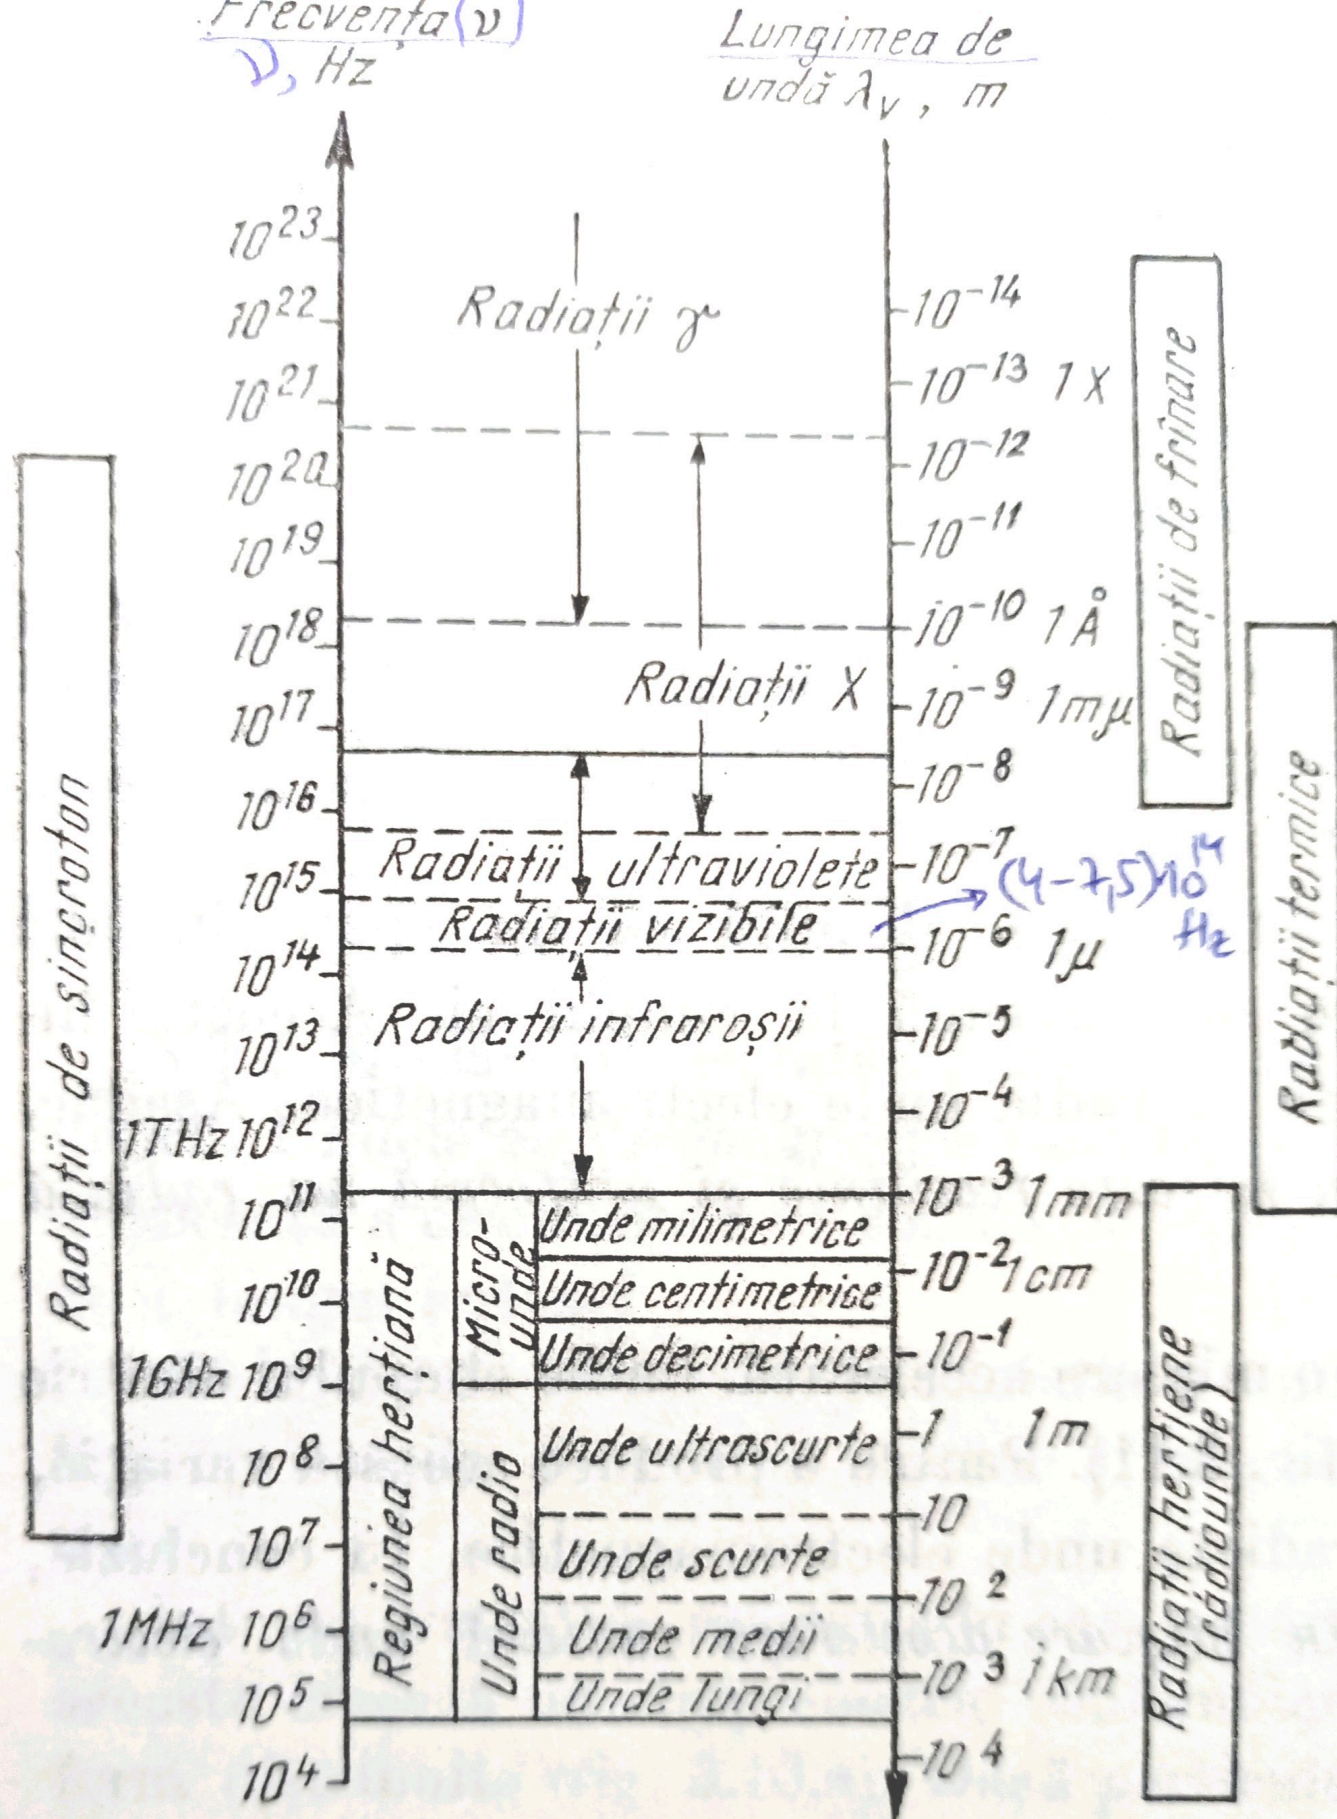 Frecvența (ν)
ν, Hz
Lungimea de
undă λᵥ, m
10²³
10²²
10²¹
10²⁰
10¹⁹
10¹⁸
10¹⁷
10¹⁶
10¹⁵
10¹⁴
10¹³
1THz 10¹²
10¹¹
10¹⁰
1GHz 10⁹
10⁸
10⁷
1MHz 10⁶
10⁵
10⁴
Radiații de sincroton
Radiații γ
Radiații X
Radiații ultraviolete
Radiații vizibile
Radiații infraroșii
Regiunea herțiană
Micro-
unde
Unde radio
Unde milimetrice
Unde centimetrice
Unde decimetrice
Unde ultrascurte
Unde scurte
Unde medii
Unde lungi
10⁻¹⁴
10⁻¹³ 1 X
10⁻¹²
10⁻¹¹
10⁻¹⁰ 1 Å
10⁻⁹ 1mμ
10⁻⁸
10⁻⁷
(4-7,5)10¹⁴
Hz
10⁻⁶ 1μ
10⁻⁵
10⁻⁴
10⁻³ 1mm
10⁻² 1cm
10⁻¹
1 1m
10
10²
10³ 1km
10⁴
Radiații de frînare
Radiații termice
Radiații herțiene
(radiounde)